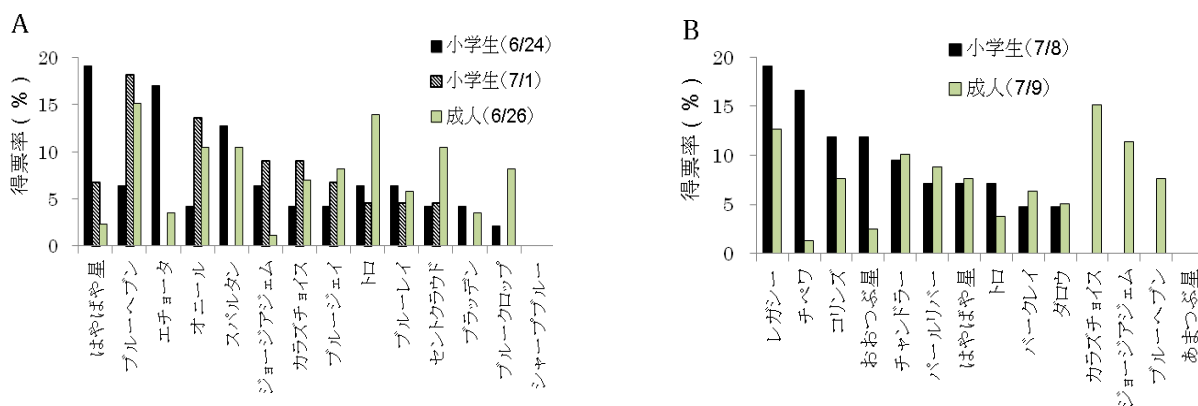 A
小学生(6/24)
小学生(7/1)
成人(6/26)
得票率(%)
20
15
10
5
0
はやばや星
ブルーヘブン
エチョータ
オニール
スパルタン
ジョージアジェム
カラズチョイス
ブルージェイ
トロ
ブルーレイ
セントクラウド
ブラッデン
ブルークロップ
シャープブルー
B
小学生(7/8)
成人(7/9)
得票率(%)
20
15
10
5
0
レガシー
チペワ
コリンズ
おおつぶ星
チャンドラー
パールリバー
はやばや星
トロ
バークレイ
ダロウ
カラズチョイス
ジョージアジェム
ブルーヘブン
あまつぶ星